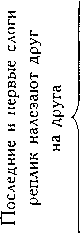 Последние и первые слоги
реплик налезают друг
на друга